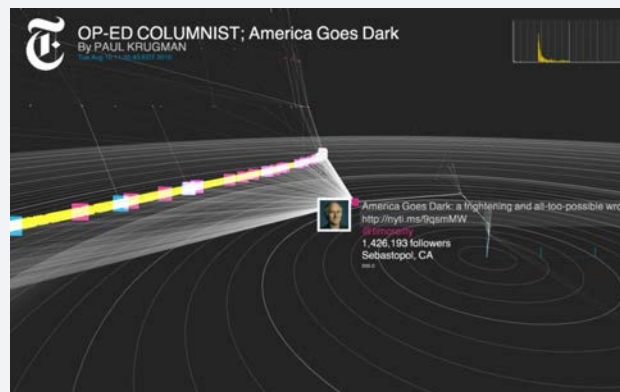 OP-ED COLUMNIST; America Goes Dark
By PAUL KRUGMAN
America Goes Dark: a frightening and all-too-possible wro
http://nyti.ms/9qsmMW
@timoreilly
1,426,193 followers
Sebastopol, CA